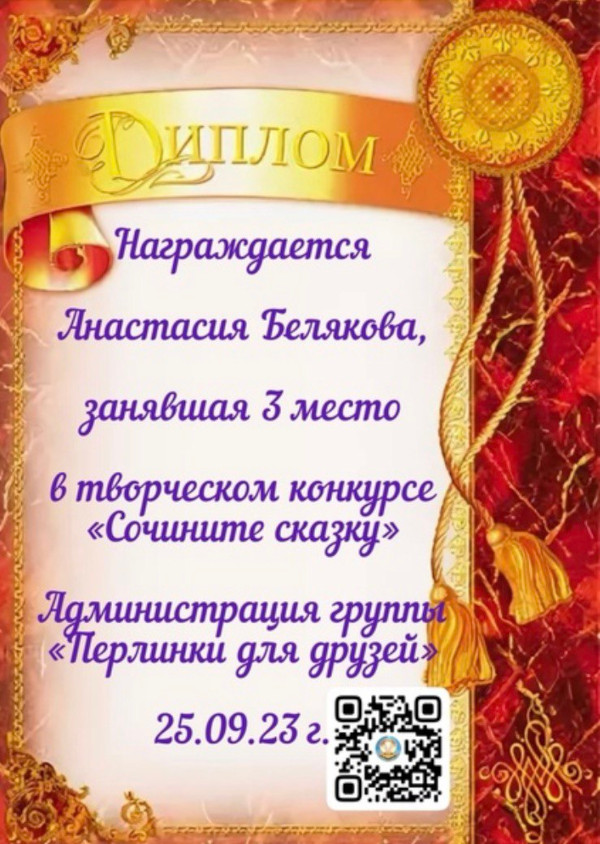 Диплом
Награждается
Анастасия Белякова,
занявшая 3 место
в творческом конкурсе
«Сочините сказку»
Администрация группы
«Перлинки для друзей»
25.09.23 г.